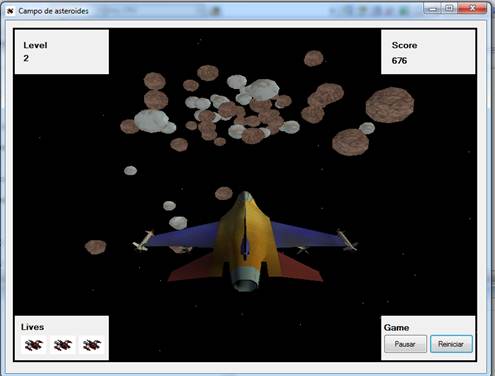 Campo de asteroides
Level
2
Score
676
Lives
Game
Pausar
Reiniciar